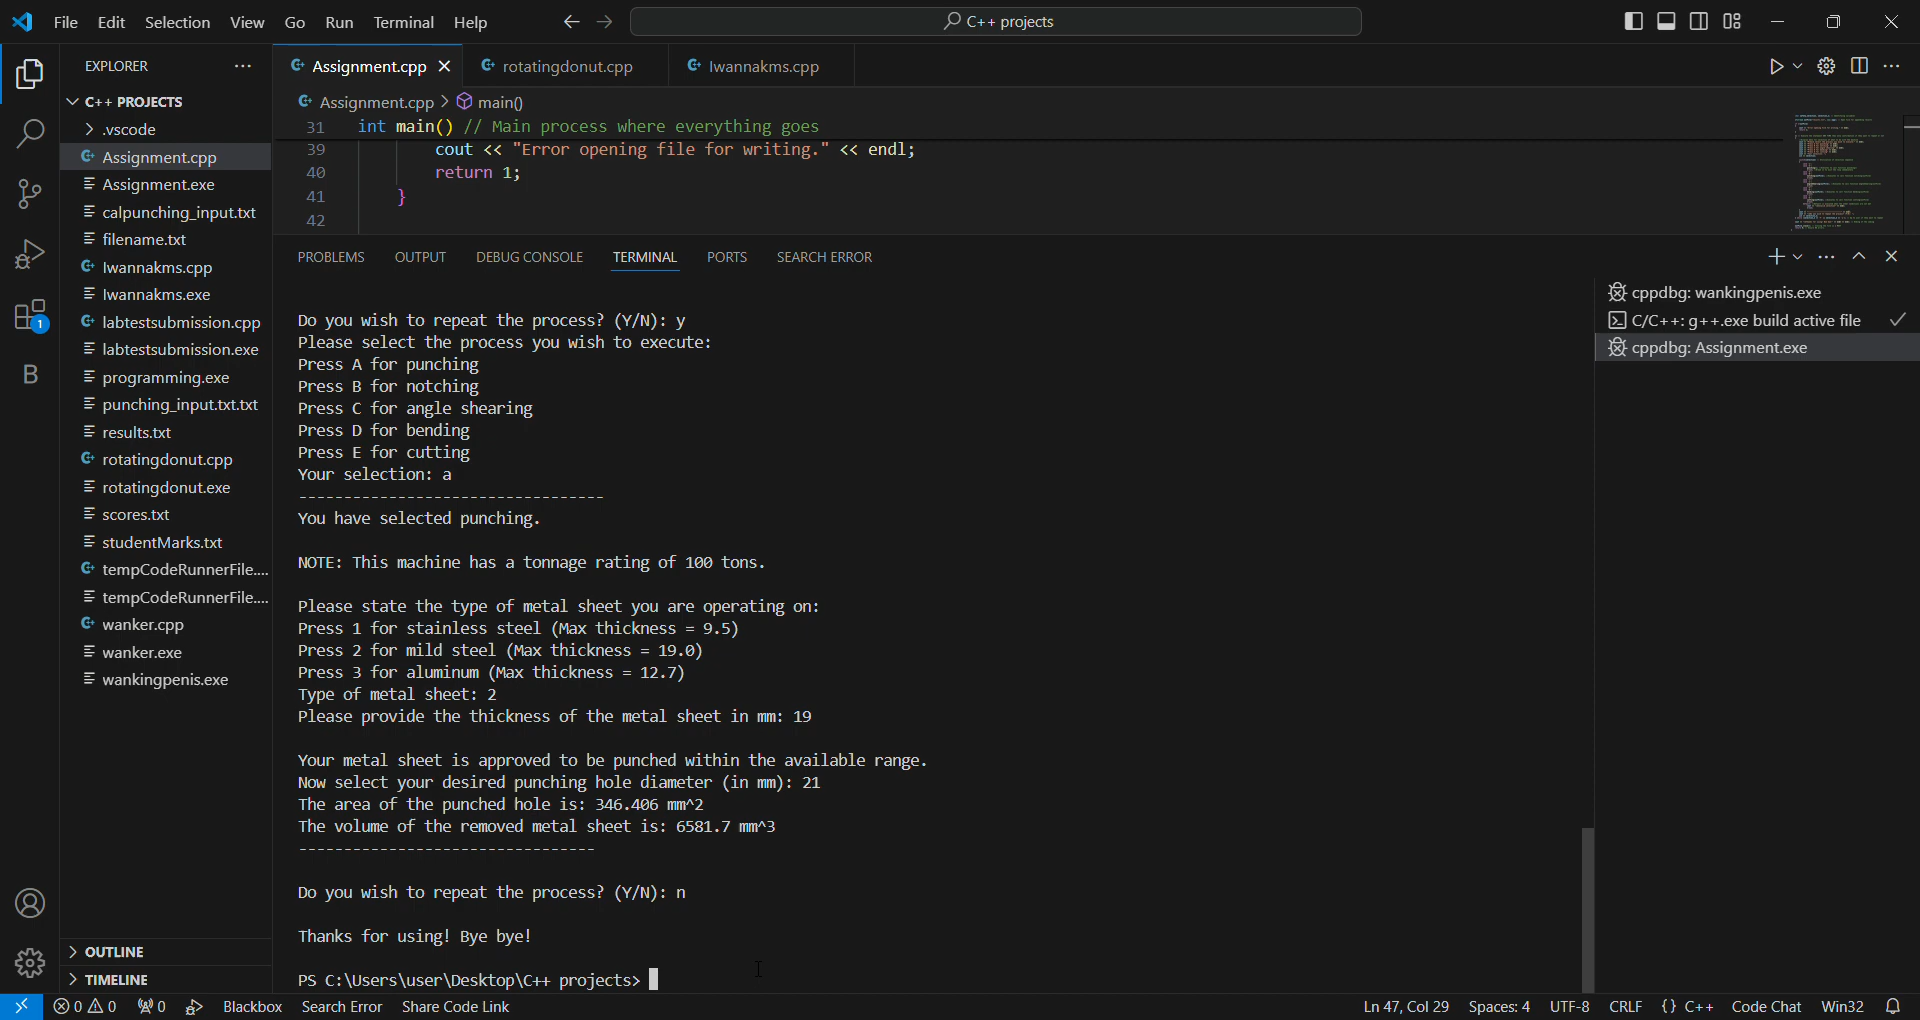 File Edit Selection View Go Run Terminal Help
C++ projects
EXPLORER
Assignment.cpp
rotatingdonut.cpp
Iwannakms.cpp
C++ PROJECTS
.vscode
Assignment.cpp
Assignment.exe
calpunching_input.txt
filename.txt
Iwannakms.cpp
Iwannakms.exe
labtestsubmission.cpp
labtestsubmission.exe
programming.exe
punching_input.txt.txt
results.txt
rotatingdonut.cpp
rotatingdonut.exe
scores.txt
studentMarks.txt
tempCodeRunnerFile....
tempCodeRunnerFile....
wanker.cpp
wanker.exe
wankingpenis.exe
OUTLINE
TIMELINE
1
B
Assignment.cpp > main()
31 int main() // Main process where everything goes
39 cout << "Error opening file for writing." << endl;
40 return 1;
41 }
42
PROBLEMS OUTPUT DEBUG CONSOLE TERMINAL PORTS SEARCH ERROR
Do you wish to repeat the process? (Y/N): y
Please select the process you wish to execute:
Press A for punching
Press B for notching
Press C for angle shearing
Press D for bending
Press E for cutting
Your selection: a
----------------------------------
You have selected punching.
NOTE: This machine has a tonnage rating of 100 tons.
Please state the type of metal sheet you are operating on:
Press 1 for stainless steel (Max thickness = 9.5)
Press 2 for mild steel (Max thickness = 19.0)
Press 3 for aluminum (Max thickness = 12.7)
Type of metal sheet: 2
Please provide the thickness of the metal sheet in mm: 19
Your metal sheet is approved to be punched within the available range.
Now select your desired punching hole diameter (in mm): 21
The area of the punched hole is: 346.406 mm^2
The volume of the removed metal sheet is: 6581.7 mm^3
---------------------------------
Do you wish to repeat the process? (Y/N): n
Thanks for using! Bye bye!
PS C:\Users\user\Desktop\C++ projects>
cppdbg: wankingpenis.exe
C/C++: g++.exe build active file
cppdbg: Assignment.exe
0 0 0 Blackbox Search Error Share Code Link
Ln 47, Col 29 Spaces: 4 UTF-8 CRLF {} C++ Code Chat Win32